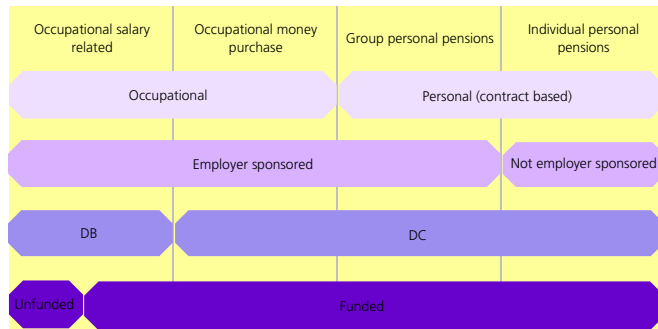 Occupational salary
related
Occupational money
purchase
Group personal pensions
Individual personal
pensions
Occupational
Personal (contract based)
Employer sponsored
Not employer sponsored
DB
DC
Unfunded
Funded